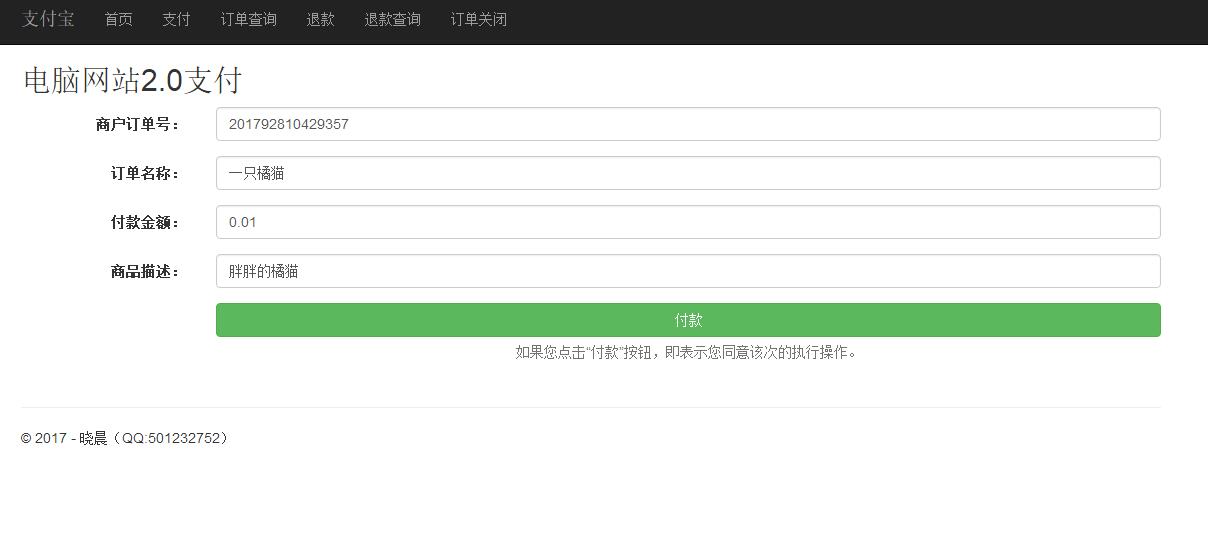 支付宝 首页 支付 订单查询 退款 退款查询 订单关闭
电脑网站2.0支付
商户订单号： 201792810429357
订单名称： 一只橘猫
付款金额： 0.01
商品描述： 胖胖的橘猫
付款
如果您点击“付款”按钮，即表示您同意该次的执行操作。
© 2017 - 晓晨（QQ:501232752）